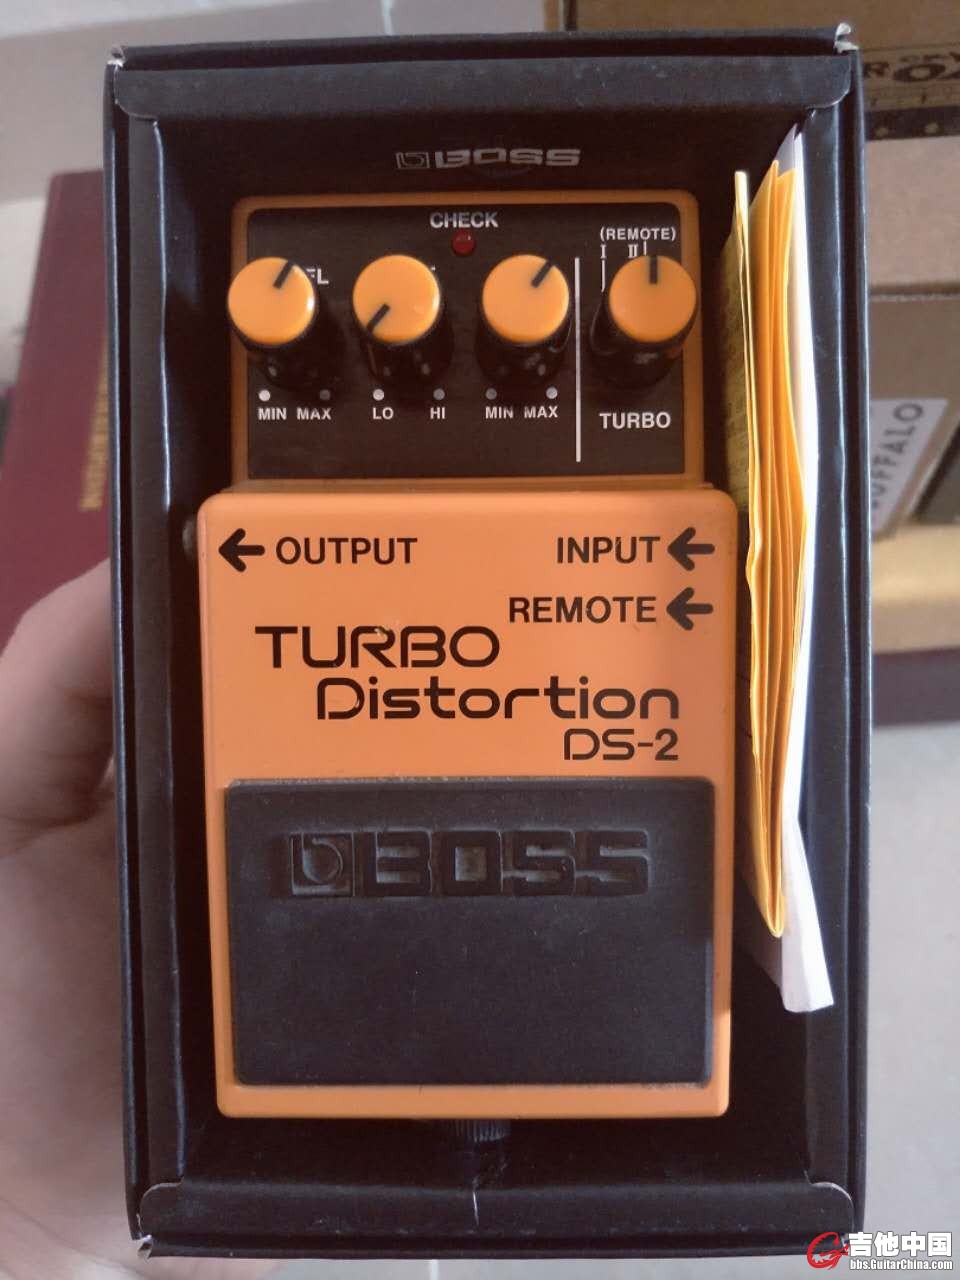 BOSS
CHECK
(REMOTE)
I II
EL
MIN MAX
LO HI
MIN MAX
TURBO
OUTPUT
INPUT
REMOTE
TURBO
Distortion
DS-2
BOSS
吉他中国
bbs.GuitarChina.com